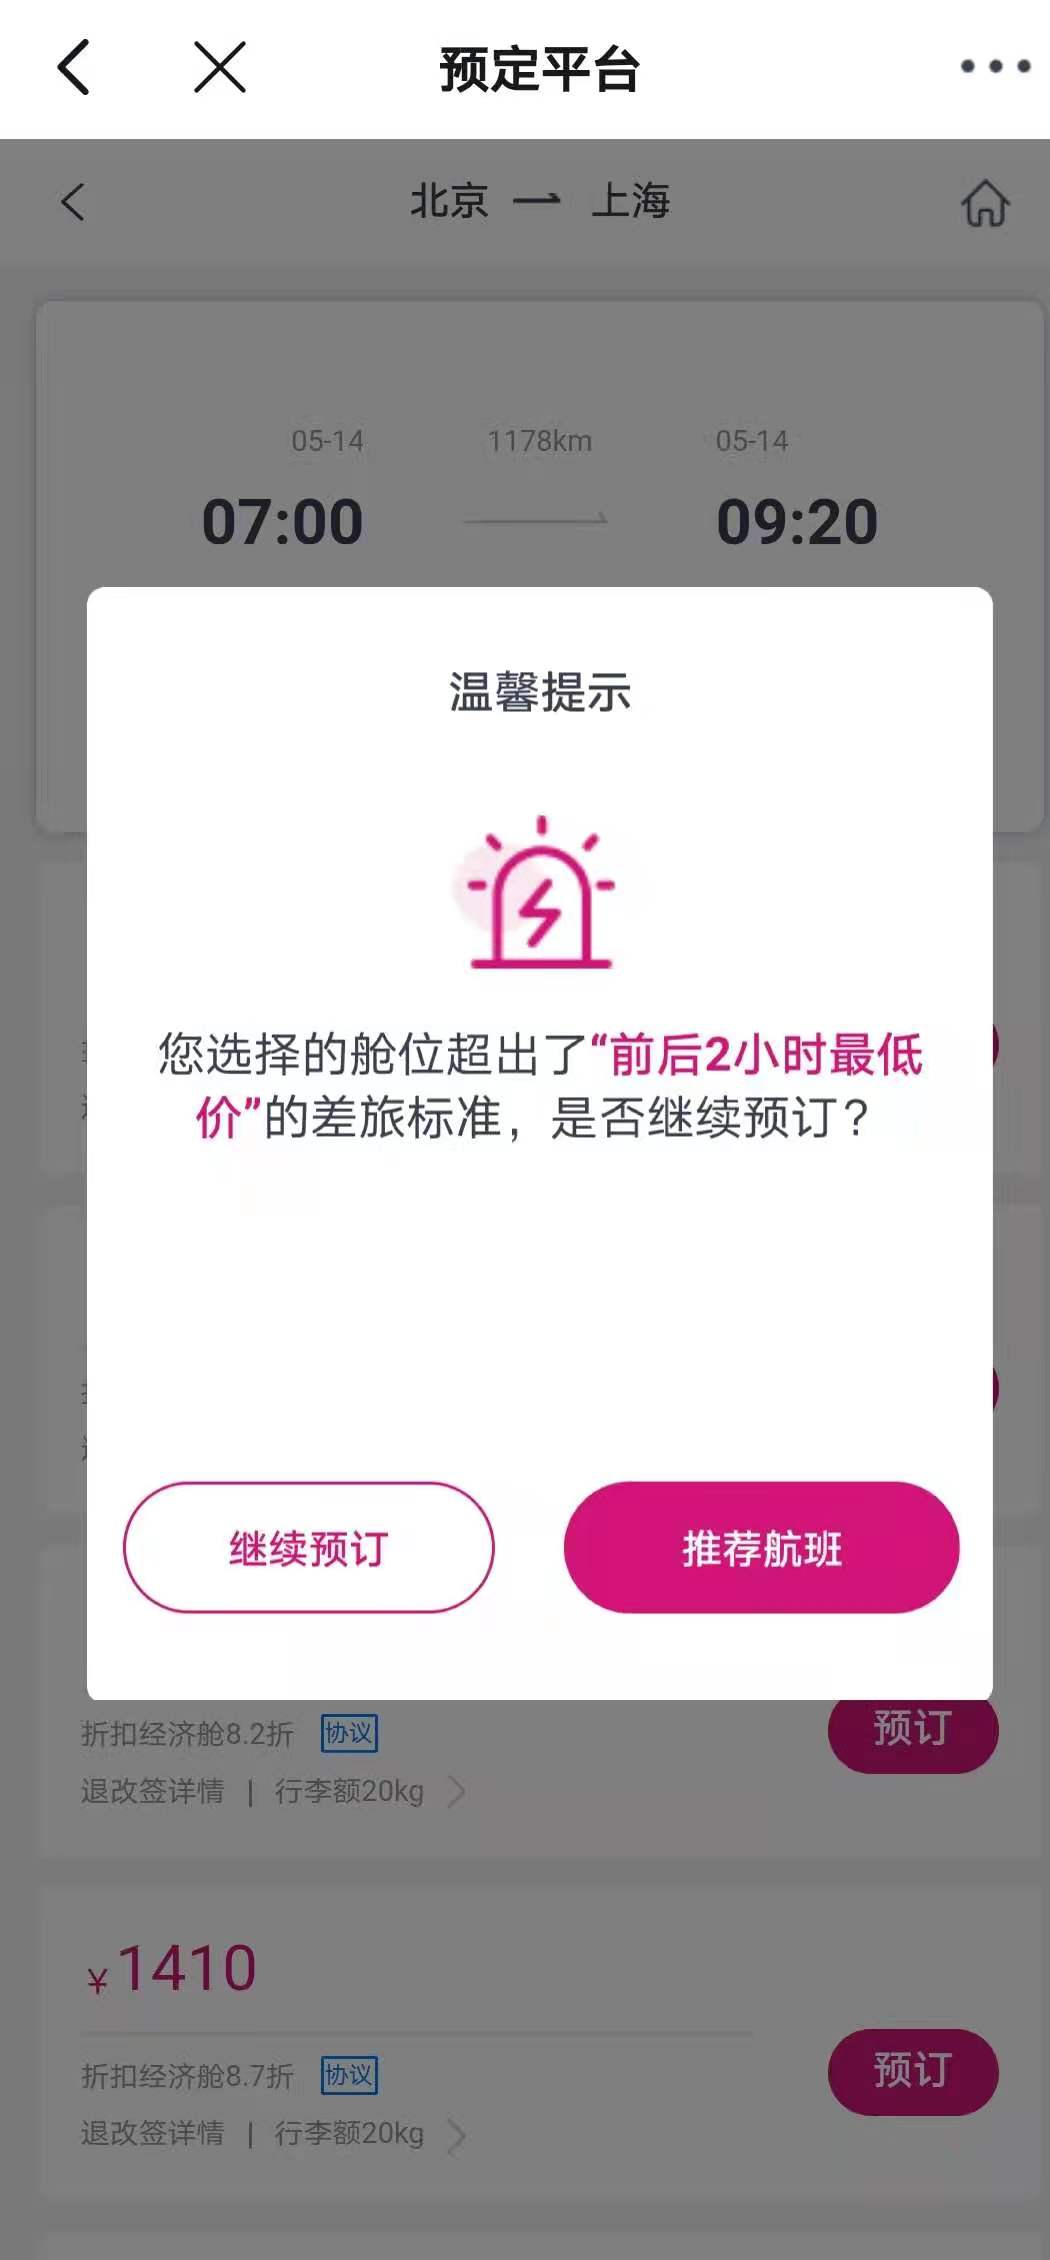 预定平台
北京 上海
05-14 1178km 05-14
07:00 09:20
温馨提示
您选择的舱位超出了“前后2小时最低
价”的差旅标准，是否继续预订？
继续预订 推荐航班
折扣经济舱8.2折 协议 预订
退改签详情 | 行李额20kg
¥1410
折扣经济舱8.7折 协议 预订
退改签详情 | 行李额20kg